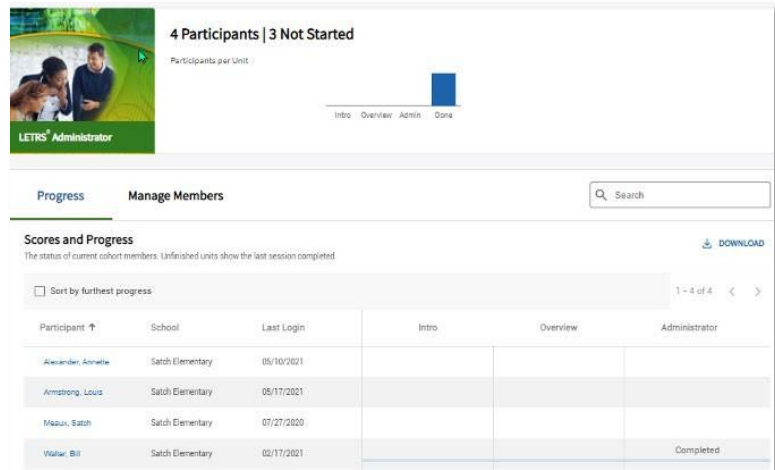 4 Participants | 3 Not Started
Participants per Unit
Intro Overview Admin Done
LETRS® Administrator
Progress Manage Members Search
Scores and Progress
DOWNLOAD
The status of current cohort members. Unfinished units show the last session completed
Sort by furthest progress 1 – 4 of 4
Participant School Last Login Intro Overview Administrator
Alexander, Annette Satch Elementary 05/10/2021
Armstrong, Louis Satch Elementary 05/17/2021
Meaux, Satch Satch Elementary 07/27/2020
Walter, Bill Satch Elementary 02/17/2021 Completed